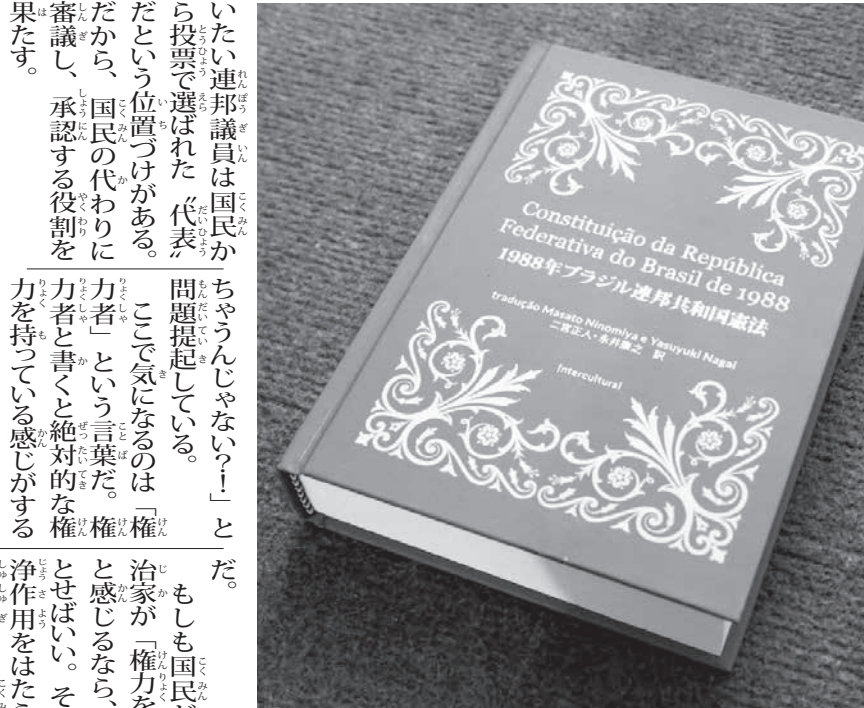 いたい連邦議員は国民か
ら投票で選ばれた〝代表〟
だという位置づけがある。
だから、国民の代わりに
審議し、承認する役割を
果たす。
ちゃうんじゃない?!」と
問題提起している。
ここで気になるのは「権
力者」という言葉だ。権
力者と書くと絶対的な権
力を持っている感じがする
だ。
もしも国民
治家が「権力を
と感じるなら、
とせばいい。そ
浄作用をはた
Constituição da República
Federativa do Brasil de 1988
1988年ブラジル連邦共和国憲法
tradução Masato Ninomiya e Yasuyuki Nagai
二宮正人・永井康之 訳
Intercultural